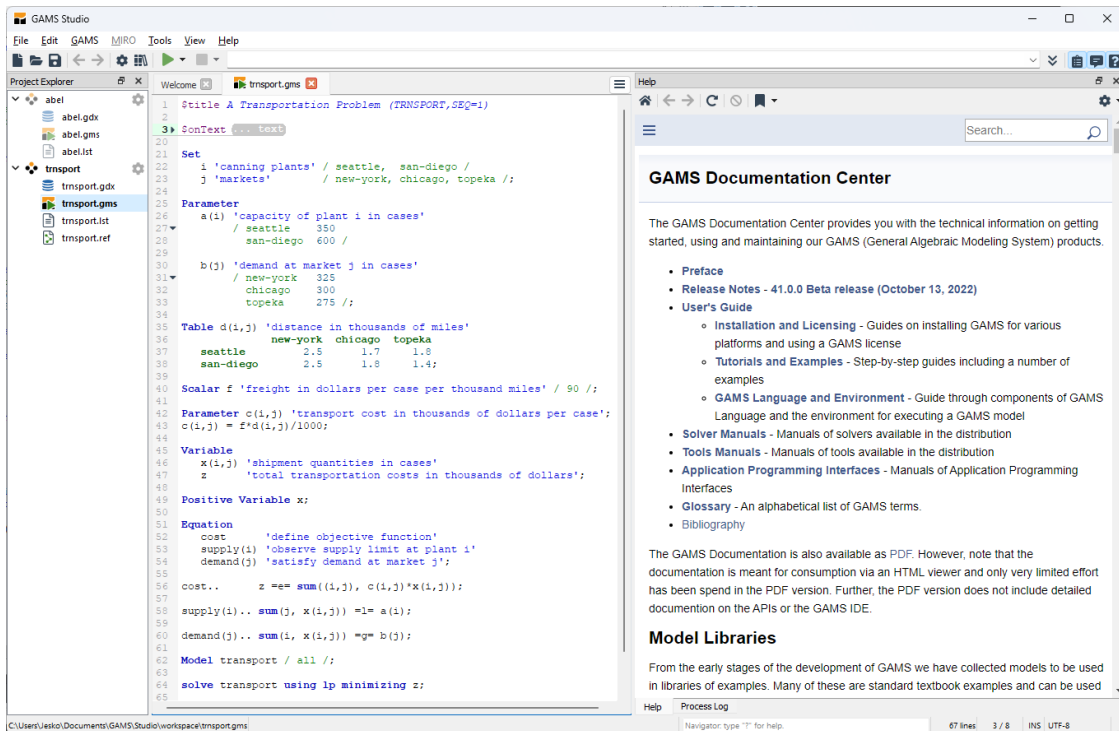 GAMS Studio
File Edit GAMS MIRO Tools View Help
Project Explorer
abel
abel.gdx
abel.gms
abel.lst
trnsport
trnsport.gdx
trnsport.gms
trnsport.lst
trnsport.ref
Welcome trnsport.gms
1 $title A Transportation Problem (TRNSPORT,SEQ=1)
2
3 $onText ... text
20
21 Set
22 i 'canning plants' / seattle, san-diego /
23 j 'markets' / new-york, chicago, topeka /;
24
25 Parameter
26 a(i) 'capacity of plant i in cases'
27 / seattle 350
28 san-diego 600 /
29
30 b(j) 'demand at market j in cases'
31 / new-york 325
32 chicago 300
33 topeka 275 /;
34
35 Table d(i,j) 'distance in thousands of miles'
36 new-york chicago topeka
37 seattle 2.5 1.7 1.8
38 san-diego 2.5 1.8 1.4;
39
40 Scalar f 'freight in dollars per case per thousand miles' / 90 /;
41
42 Parameter c(i,j) 'transport cost in thousands of dollars per case';
43 c(i,j) = f*d(i,j)/1000;
44
45 Variable
46 x(i,j) 'shipment quantities in cases'
47 z 'total transportation costs in thousands of dollars';
48
49 Positive Variable x;
50
51 Equation
52 cost 'define objective function'
53 supply(i) 'observe supply limit at plant i'
54 demand(j) 'satisfy demand at market j';
55
56 cost.. z =e= sum((i,j), c(i,j)*x(i,j));
57
58 supply(i).. sum(j, x(i,j)) =l= a(i);
59
60 demand(j).. sum(i, x(i,j)) =g= b(j);
61
62 Model transport / all /;
63
64 solve transport using lp minimizing z;
65
Help
Search...
GAMS Documentation Center
The GAMS Documentation Center provides you with the technical information on getting
started, using and maintaining our GAMS (General Algebraic Modeling System) products.
• Preface
• Release Notes - 41.0.0 Beta release (October 13, 2022)
• User's Guide
Installation and Licensing - Guides on installing GAMS for various
platforms and using a GAMS license
Tutorials and Examples - Step-by-step guides including a number of
examples
GAMS Language and Environment - Guide through components of GAMS
Language and the environment for executing a GAMS model
• Solver Manuals - Manuals of solvers available in the distribution
• Tools Manuals - Manuals of tools available in the distribution
• Application Programming Interfaces - Manuals of Application Programming
Interfaces
• Glossary - An alphabetical list of GAMS terms.
• Bibliography
The GAMS Documentation is also available as PDF. However, note that the
documentation is meant for consumption via an HTML viewer and only very limited effort
has been spend in the PDF version. Further, the PDF version does not include detailed
documention on the APIs or the GAMS IDE.
Model Libraries
From the early stages of the development of GAMS we have collected models to be used
in libraries of examples. Many of these are standard textbook examples and can be used
Help Process Log
C:\Users\Jesko\Documents\GAMS\Studio\workspace\trnsport.gms
Navigator: type "?" for help.
67 lines 3 / 8 INS UTF-8